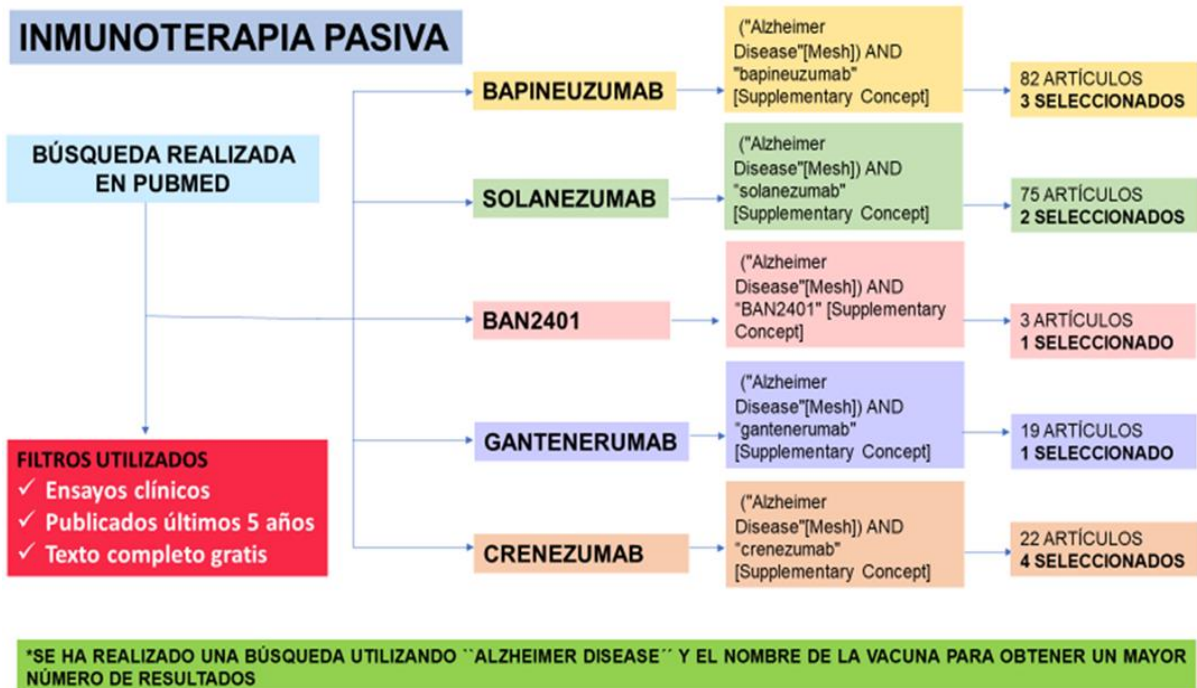 INMUNOTERAPIA PASIVA
BÚSQUEDA REALIZADA
EN PUBMED
FILTROS UTILIZADOS
✓ Ensayos clínicos
✓ Publicados últimos 5 años
✓ Texto completo gratis
BAPINEUZUMAB
("Alzheimer
Disease"[Mesh]) AND
"bapineuzumab"
[Supplementary Concept]
82 ARTÍCULOS
3 SELECCIONADOS
SOLANEZUMAB
("Alzheimer
Disease"[Mesh]) AND
"solanezumab"
[Supplementary Concept]
75 ARTÍCULOS
2 SELECCIONADOS
BAN2401
("Alzheimer
Disease"[Mesh]) AND
"BAN2401" [Supplementary
Concept]
3 ARTÍCULOS
1 SELECCIONADO
GANTENERUMAB
("Alzheimer
Disease"[Mesh]) AND
"gantenerumab"
[Supplementary Concept]
19 ARTÍCULOS
1 SELECCIONADO
CRENEZUMAB
("Alzheimer
Disease"[Mesh]) AND
"crenezumab"
[Supplementary Concept]
22 ARTÍCULOS
4 SELECCIONADOS
*SE HA REALIZADO UNA BÚSQUEDA UTILIZANDO ``ALZHEIMER DISEASE´´ Y EL NOMBRE DE LA VACUNA PARA OBTENER UN MAYOR
NÚMERO DE RESULTADOS